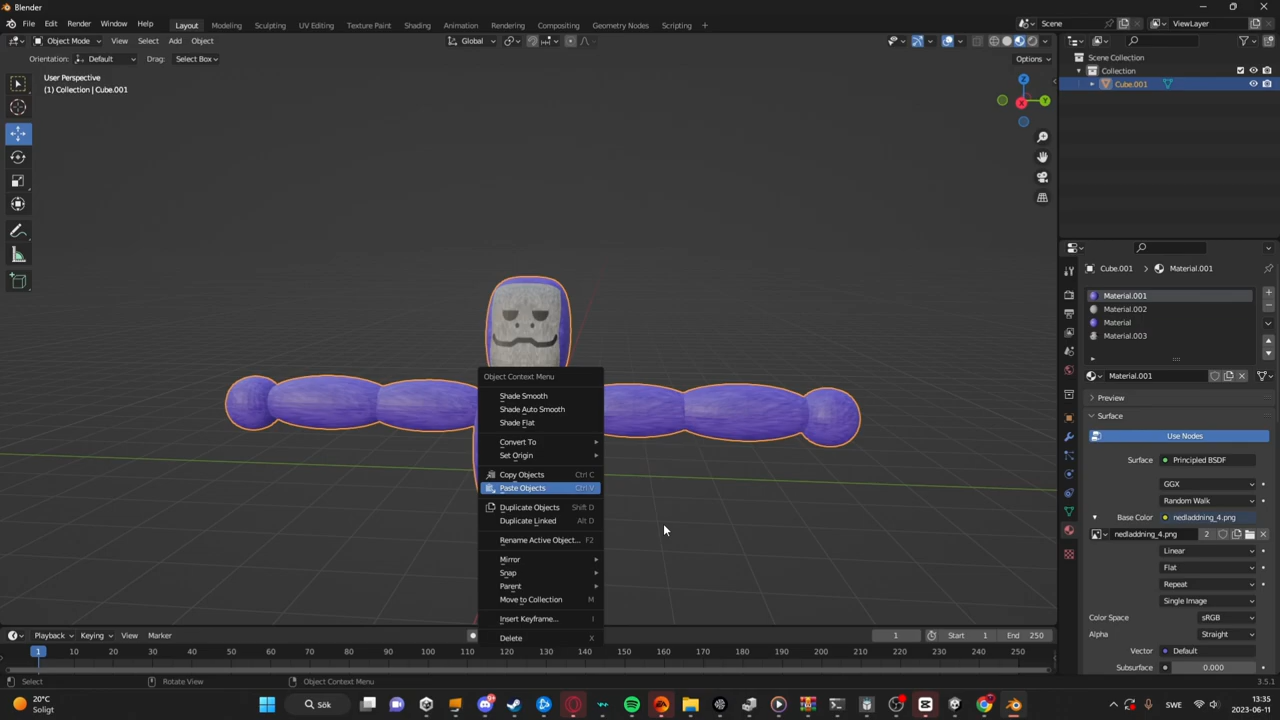 Blender
File Edit Render Window Help Layout Modeling Sculpting UV Editing Texture Paint Shading Animation Rendering Compositing Geometry Nodes Scripting + Scene ViewLayer
Object Mode View Select Add Object Global
Orientation: Default Drag: Select Box Options
User Perspective
(1) Collection | Cube.001
Z
Y
X
Scene Collection
Collection
Cube.001
Object Context Menu
Shade Smooth
Shade Auto Smooth
Shade Flat
Convert To
Set Origin
Copy Objects Ctrl C
Paste Objects Ctrl V
Duplicate Objects Shift D
Duplicate Linked Alt D
Rename Active Object... F2
Mirror
Snap
Parent
Move to Collection M
Insert Keyframe... I
Delete X
Cube.001 > Material.001
Material.001
Material.002
Material
Material.003
Material.001
Preview
Surface
Use Nodes
Surface Principled BSDF
GGX
Random Walk
Base Color nedladdning_4.png
nedladdning_4.png 2
Linear
Flat
Repeat
Single Image
Color Space sRGB
Alpha Straight
Vector Default
Subsurface 0.000
Playback Keying View Marker 1 Start 1 End 250
1 10 20 30 40 50 60 70 80 90 100 110 120 130 140 150 160 170 180 190 200 210 220 230 240 250
Select Rotate View Object Context Menu 3.5.1
20°C
Soligt
Sök
SWE
13:35
2023-06-11